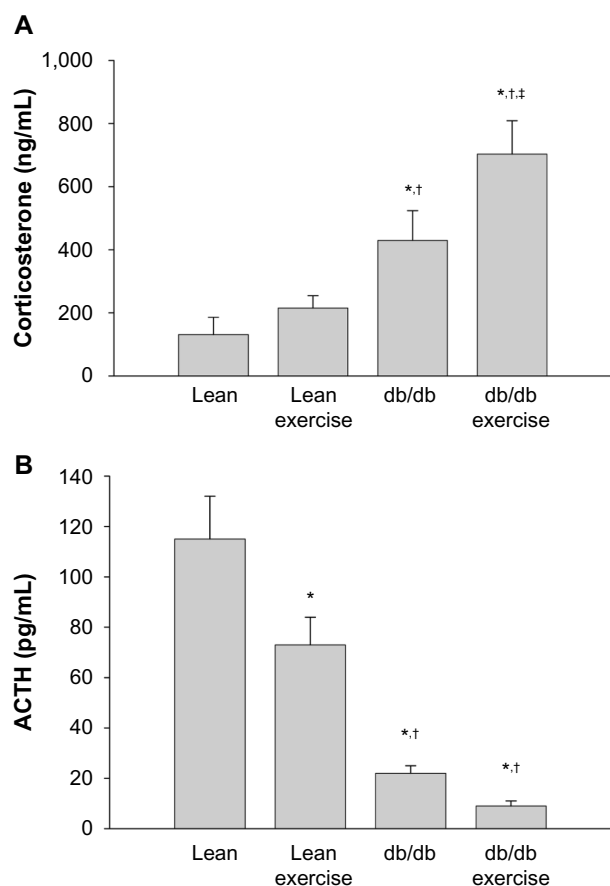 A
Corticosterone (ng/mL)
1,000
800
600
400
200
0
*,†
*,†,‡
Lean
Lean
exercise
db/db
db/db
exercise
B
ACTH (pg/mL)
140
120
100
80
60
40
20
0
*
*,†
*,†
Lean
Lean
exercise
db/db
db/db
exercise